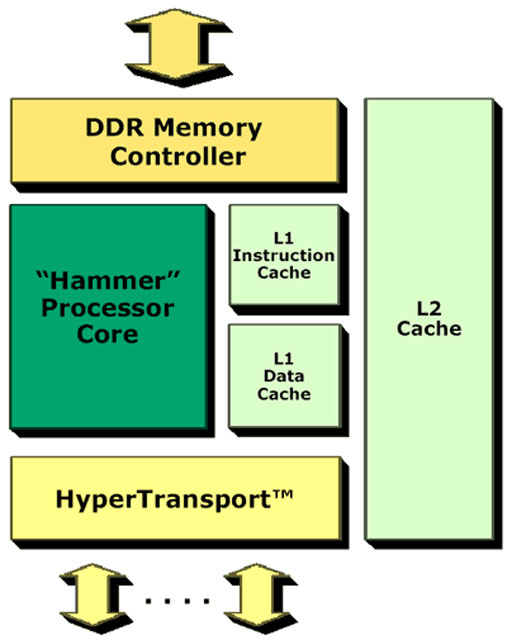 DDR Memory
Controller
“Hammer”
Processor
Core
L1
Instruction
Cache
L1
Data
Cache
L2
Cache
HyperTransport™
. . . .